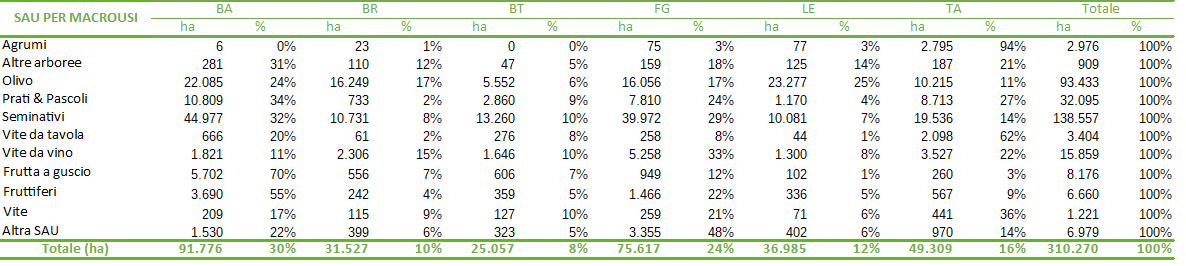 SAU PER MACROUSI BA BR BT FG LE TA Totale
ha % ha % ha % ha % ha % ha % ha %
Agrumi 6 0% 23 1% 0 0% 75 3% 77 3% 2.795 94% 2.976 100%
Altre arboree 281 31% 110 12% 47 5% 159 18% 125 14% 187 21% 909 100%
Olivo 22.085 24% 16.249 17% 5.552 6% 16.056 17% 23.277 25% 10.215 11% 93.433 100%
Prati & Pascoli 10.809 34% 733 2% 2.860 9% 7.810 24% 1.170 4% 8.713 27% 32.095 100%
Seminativi 44.977 32% 10.731 8% 13.260 10% 39.972 29% 10.081 7% 19.536 14% 138.557 100%
Vite da tavola 666 20% 61 2% 276 8% 258 8% 44 1% 2.098 62% 3.404 100%
Vite da vino 1.821 11% 2.306 15% 1.646 10% 5.258 33% 1.300 8% 3.527 22% 15.859 100%
Frutta a guscio 5.702 70% 556 7% 606 7% 949 12% 102 1% 260 3% 8.176 100%
Fruttiferi 3.690 55% 242 4% 359 5% 1.466 22% 336 5% 567 9% 6.660 100%
Vite 209 17% 115 9% 127 10% 259 21% 71 6% 441 36% 1.221 100%
Altra SAU 1.530 22% 399 6% 323 5% 3.355 48% 402 6% 970 14% 6.979 100%
Totale (ha) 91.776 30% 31.527 10% 25.057 8% 75.617 24% 36.985 12% 49.309 16% 310.270 100%